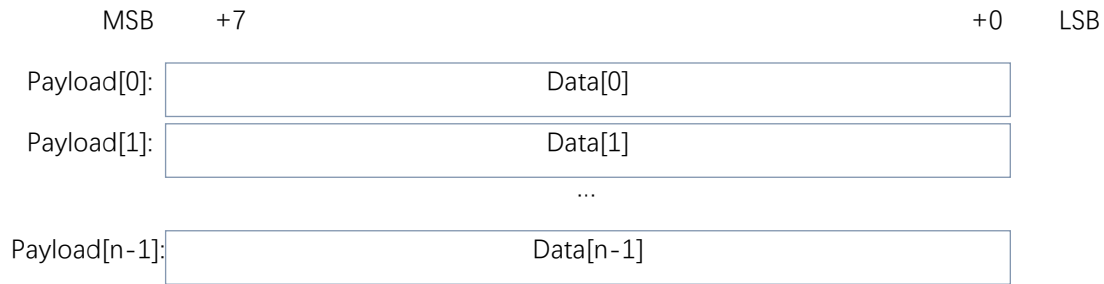 MSB +7 +0 LSB
Payload[0]: Data[0]
Payload[1]: Data[1]
...
Payload[n-1]: Data[n-1]